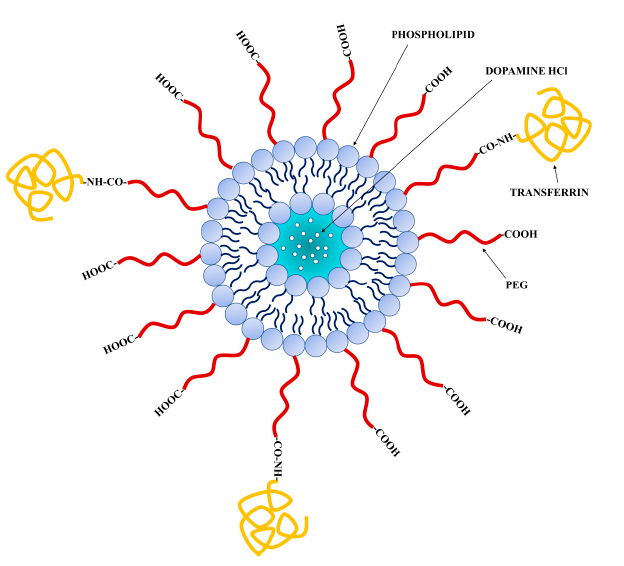 HOOC-
HOOC-
HOOC-
PHOSPHOLIPID
-COOH
DOPAMINE HCl
-CO-NH-
TRANSFERRIN
-NH-CO-
-COOH
PEG
HOOC-
-COOH
HOOC-
-COOH
HOOC-
-COOH
-CO-NH-